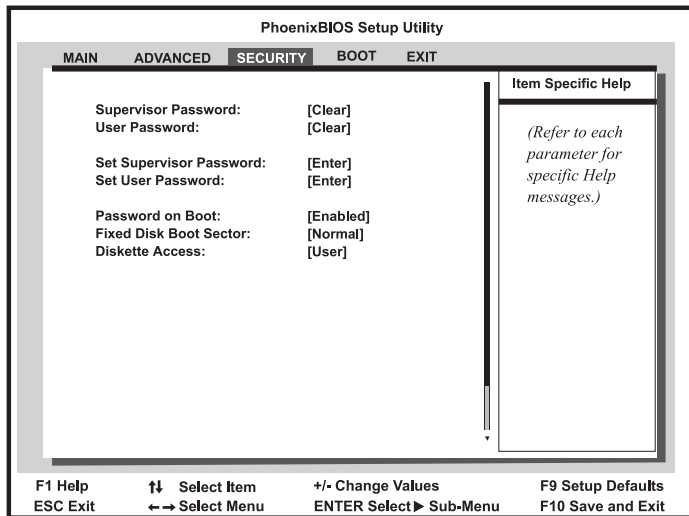 PhoenixBIOS Setup Utility
MAIN ADVANCED SECURITY BOOT EXIT
Item Specific Help
Supervisor Password: [Clear]
User Password: [Clear]
Set Supervisor Password: [Enter]
Set User Password: [Enter]
Password on Boot: [Enabled]
Fixed Disk Boot Sector: [Normal]
Diskette Access: [User]
(Refer to each
parameter for
specific Help
messages.)
F1 Help ↑↓ Select Item +/- Change Values F9 Setup Defaults
ESC Exit ←→ Select Menu ENTER Select ▶ Sub-Menu F10 Save and Exit